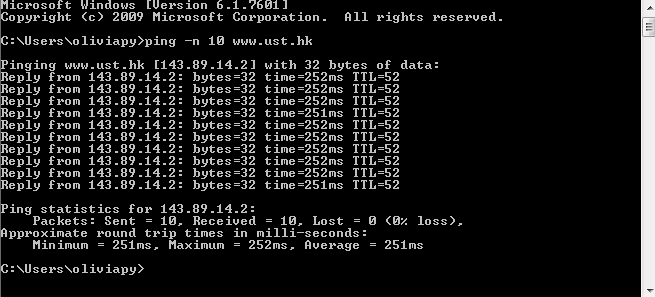 Microsoft Windows [Version 6.1.7601]
Copyright (c) 2009 Microsoft Corporation.  All rights reserved.
C:\Users\oliviapy>ping -n 10 www.ust.hk
Pinging www.ust.hk [143.89.14.2] with 32 bytes of data:
Reply from 143.89.14.2: bytes=32 time=252ms TTL=52
Reply from 143.89.14.2: bytes=32 time=252ms TTL=52
Reply from 143.89.14.2: bytes=32 time=252ms TTL=52
Reply from 143.89.14.2: bytes=32 time=251ms TTL=52
Reply from 143.89.14.2: bytes=32 time=252ms TTL=52
Reply from 143.89.14.2: bytes=32 time=252ms TTL=52
Reply from 143.89.14.2: bytes=32 time=252ms TTL=52
Reply from 143.89.14.2: bytes=32 time=252ms TTL=52
Reply from 143.89.14.2: bytes=32 time=252ms TTL=52
Reply from 143.89.14.2: bytes=32 time=251ms TTL=52
Ping statistics for 143.89.14.2:
    Packets: Sent = 10, Received = 10, Lost = 0 (0% loss),
Approximate round trip times in milli-seconds:
    Minimum = 251ms, Maximum = 252ms, Average = 251ms
C:\Users\oliviapy>